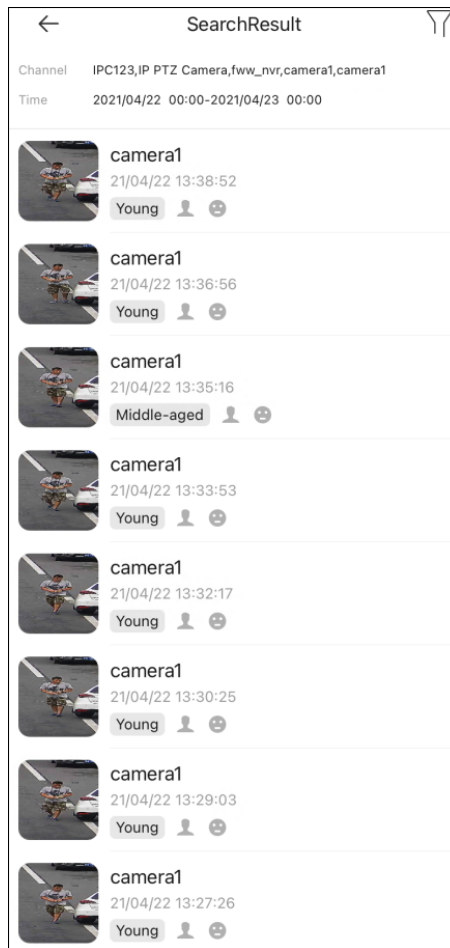 SearchResult
Channel IPC123,IP PTZ Camera,fww_nvr,camera1,camera1
Time 2021/04/22 00:00-2021/04/23 00:00
camera1
21/04/22 13:38:52
Young
camera1
21/04/22 13:36:56
Young
camera1
21/04/22 13:35:16
Middle-aged
camera1
21/04/22 13:33:53
Young
camera1
21/04/22 13:32:17
Young
camera1
21/04/22 13:30:25
Young
camera1
21/04/22 13:29:03
Young
camera1
21/04/22 13:27:26
Young